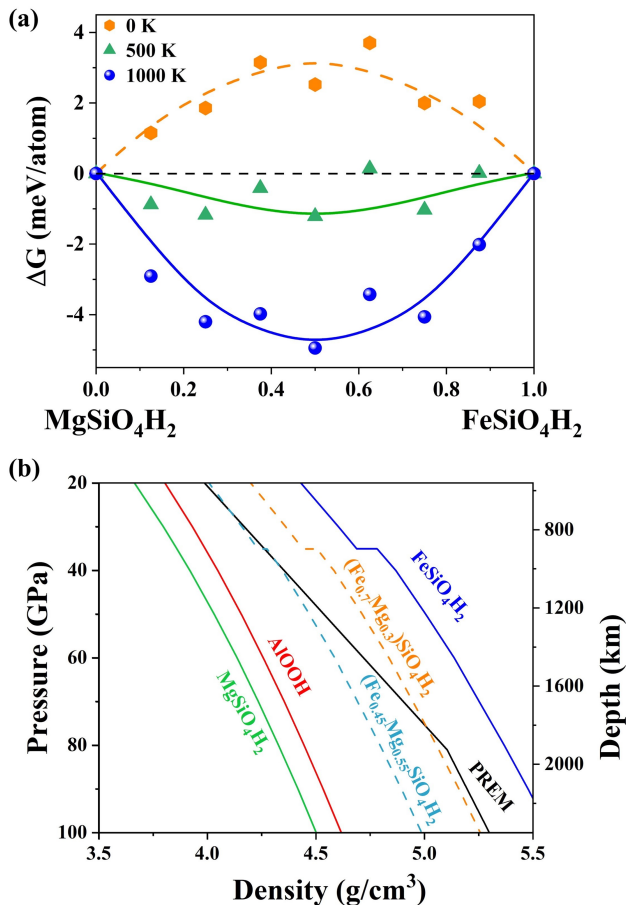 (a)
0 K
500 K
1000 K
ΔG (meV/atom)
4
2
0
-2
-4
0.0 0.2 0.4 0.6 0.8 1.0
MgSiO₄H₂ FeSiO₄H₂
(b)
Pressure (GPa)
20
40
60
80
100
800
1200
1500
2000
Depth (km)
MgSiO₄H₂
AlOOH
(Fe₀.₄₅Mg₀.₅₅SiO₄H₂
(Fe₀.₇Mg₀.₃)SiO₄H₂
PREM
FeSiO₄H₂
3.5 4.0 4.5 5.0 5.5
Density (g/cm³)